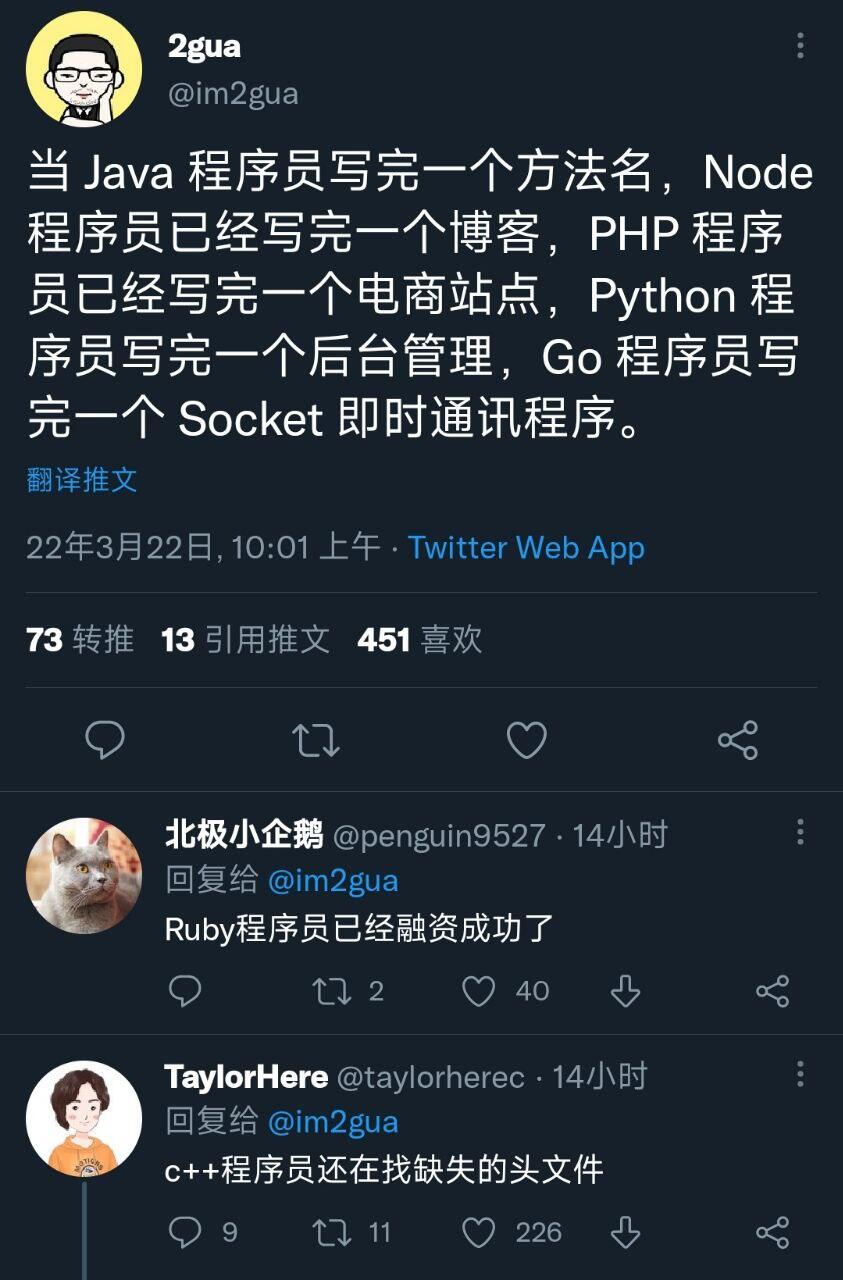 2gua
@im2gua
当 Java 程序员写完一个方法名，Node
程序员已经写完一个博客，PHP 程序
员已经写完一个电商站点，Python 程
序员写完一个后台管理，Go 程序员写
完一个 Socket 即时通讯程序。
翻译推文
22年3月22日, 10:01 上午 · Twitter Web App
73 转推 13 引用推文 451 喜欢
北极小企鹅 @penguin9527 · 14小时
回复给 @im2gua
Ruby程序员已经融资成功了
2 40
TaylorHere @taylorherec · 14小时
回复给 @im2gua
c++程序员还在找缺失的头文件
9 11 226